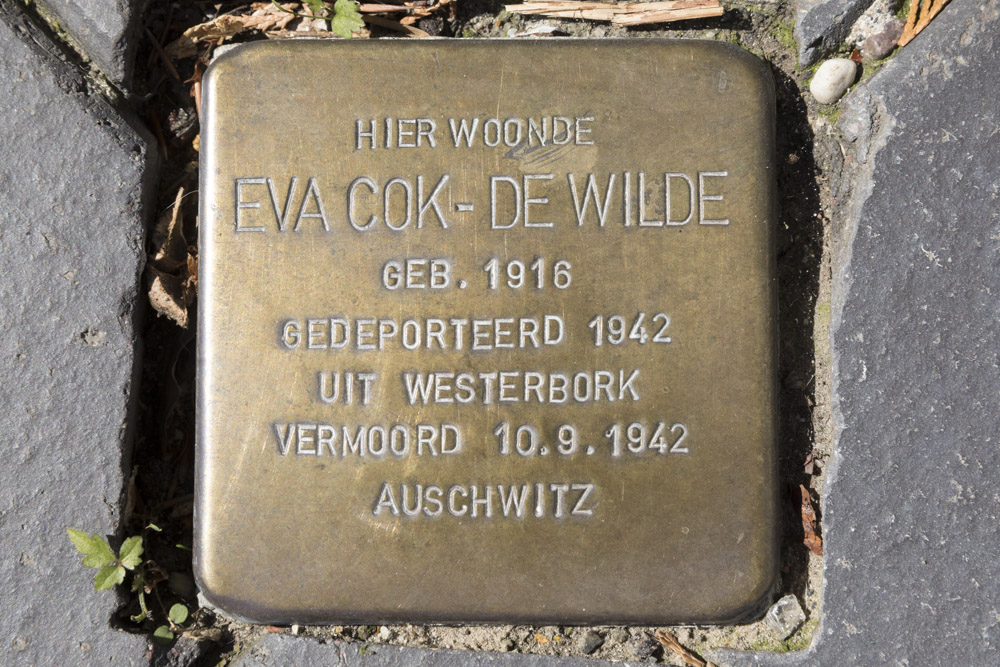 HIER WOONDE
EVA COK-DE WILDE
GEB. 1916
GEDEPORTEERD 1942
UIT WESTERBORK
VERMOORD 10.9.1942
AUSCHWITZ